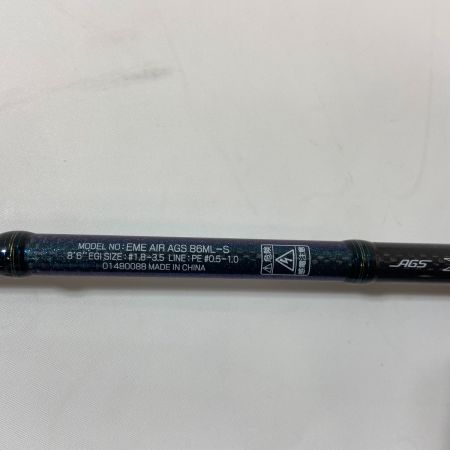 MODEL NO : EME AIR AGS 86ML-S
8'6" EGI SIZE : #1.8-3.5 LINE : PE #0.5-1.0
01480088 MADE IN CHINA
⚠危険
感電注意
AGS